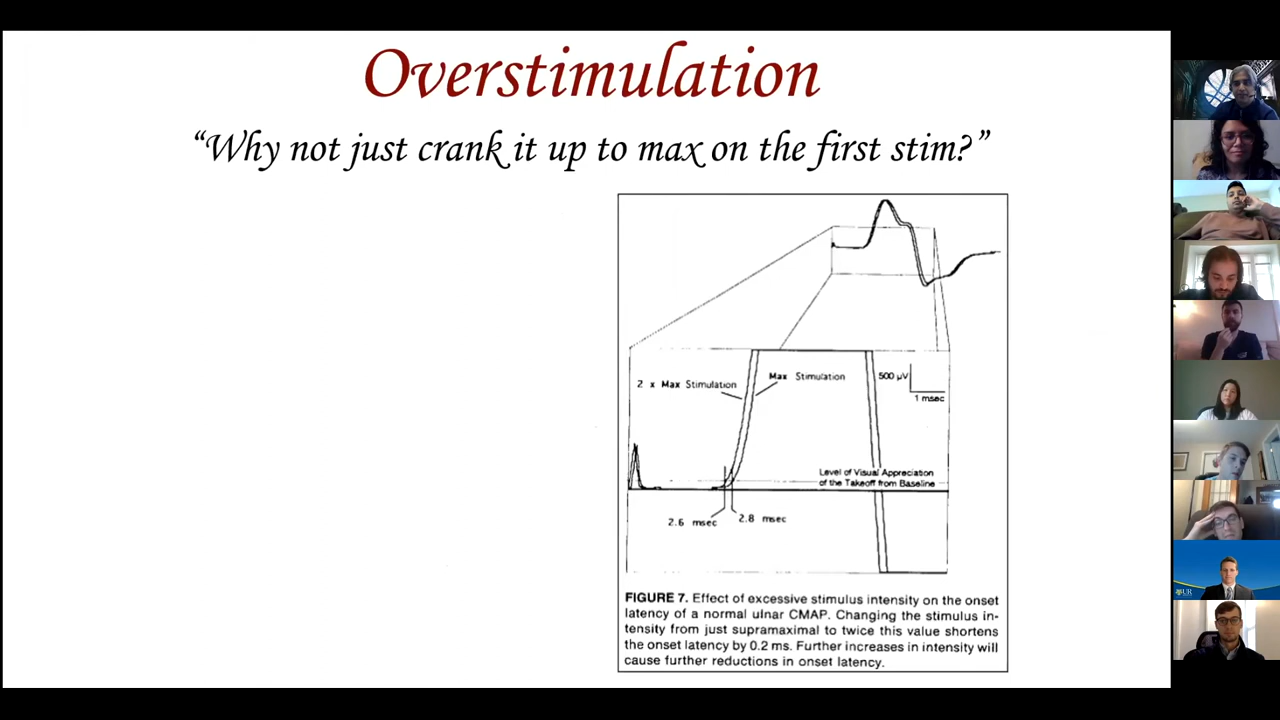 Overstimulation
“Why not just crank it up to max on the first stim?”
2 x Max Stimulation
Max Stimulation
500 µV
1 msec
Level of Visual Appreciation
of the Takeoff from Baseline
2.6 msec
2.8 msec
FIGURE 7. Effect of excessive stimulus intensity on the onset
latency of a normal ulnar CMAP. Changing the stimulus in-
tensity from just supramaximal to twice this value shortens
the onset latency by 0.2 ms. Further increases in intensity will
cause further reductions in onset latency.
UR